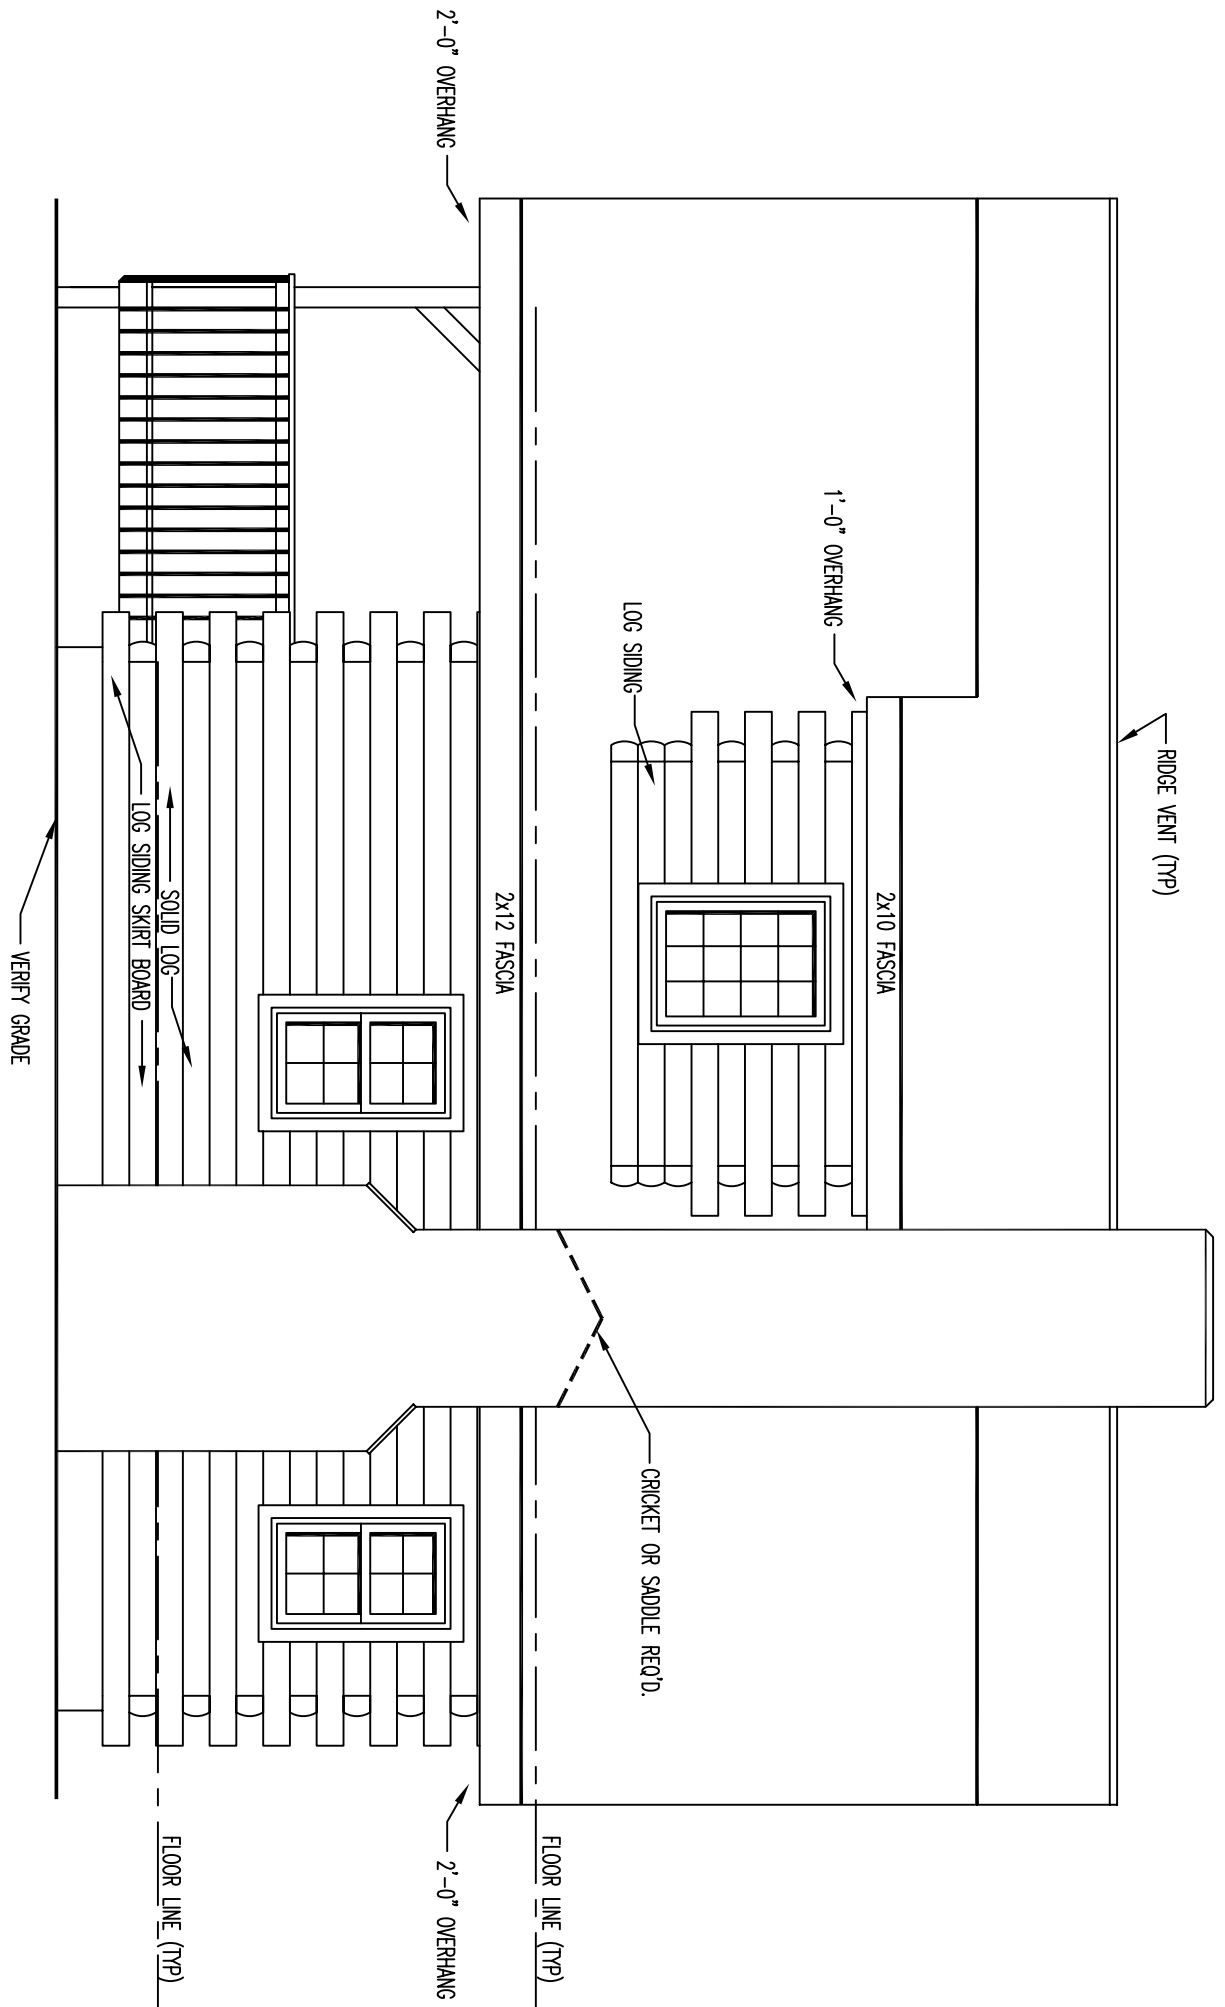 RIDGE VENT (TYP)
1'-0" OVERHANG
2x10 FASCIA
LOG SIDING
CRICKET OR SADDLE REQ'D.
FLOOR LINE (TYP)
2x12 FASCIA
2'-0" OVERHANG
2'-0" OVERHANG
SOLID LOG
FLOOR LINE (TYP)
LOG SIDING SKIRT BOARD
VERIFY GRADE